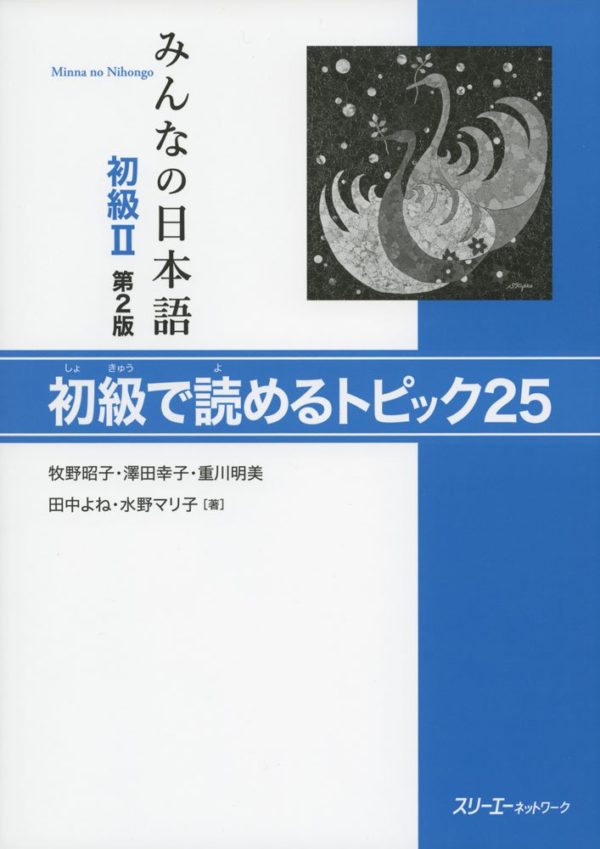 みんなの日本語
Minna no Nihongo
初級Ⅱ
第2版
しょ きゅう よ
初級で読めるトピック25
牧野昭子・澤田幸子・重川明美
田中よね・水野マリ子［著］
スリーエーネットワーク